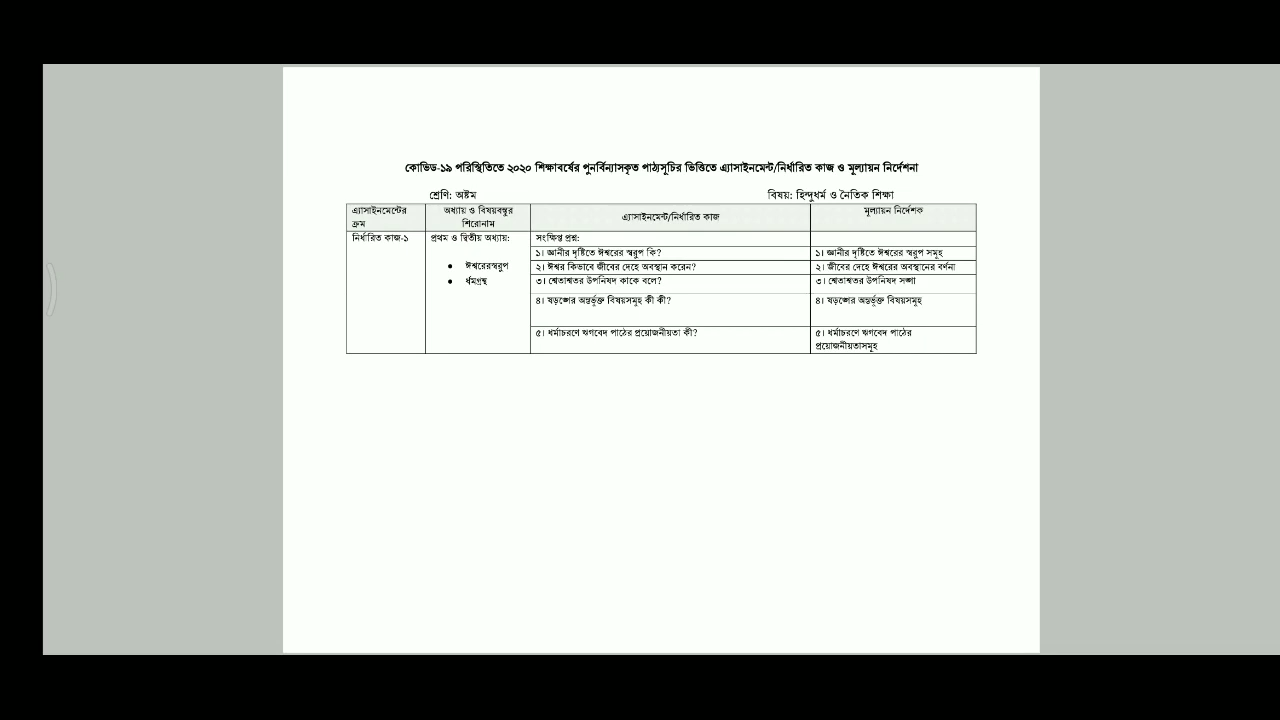 কোভিড-১৯ পরিস্থিতিতে ২০২০ শিক্ষাবর্ষের পুনর্বিন্যাসকৃত পাঠ্যসূচির ভিত্তিতে এ্যাসাইনমেন্ট/নির্ধারিত কাজ ও মূল্যায়ন নির্দেশনা
শ্রেণি: অষ্টম বিষয়: হিন্দুধর্ম ও নৈতিক শিক্ষা
এ্যাসাইনমেন্টের ক্রম
অধ্যায় ও বিষয়বস্তুর শিরোনাম
এ্যাসাইনমেন্ট/নির্ধারিত কাজ
মূল্যায়ন নির্দেশক
নির্ধারিত কাজ-১
প্রথম ও দ্বিতীয় অধ্যায়:
● ঈশ্বরেরস্বরূপ
● র্ধমগ্রন্থ
সংক্ষিপ্ত প্রশ্ন:
১। জ্ঞানীর দৃষ্টিতে ঈশ্বরের স্বরুপ কি? ১। জ্ঞানীর দৃষ্টিতে ঈশ্বরের স্বরুপ সমূহ
২। ঈশ্বর কিভাবে জীবের দেহে অবস্থান করেন? ২। জীবের দেহে ঈশ্বরের অবস্থানের বর্ণনা
৩। শ্বেতাশ্বতর উপনিষদ কাকে বলে? ৩। শ্বেতাশ্বতর উপনিষদ সঙ্গা
৪। ষড়ঙ্গের অন্তর্ভূক্ত বিষয়সমূহ কী কী? ৪। ষড়ঙ্গের অন্তর্ভূক্ত বিষয়সমূহ
৫। ধর্মাচরণে ঋগবেদ পাঠের প্রয়োজনীয়তা কী? ৫। ধর্মাচরণে ঋগবেদ পাঠের
প্রয়োজনীয়তাসমূহ